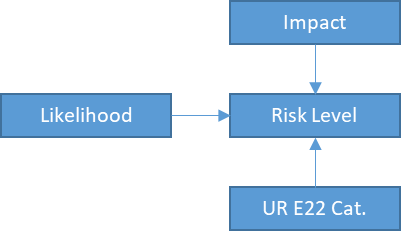 Impact
Likelihood
Risk Level
UR E22 Cat.